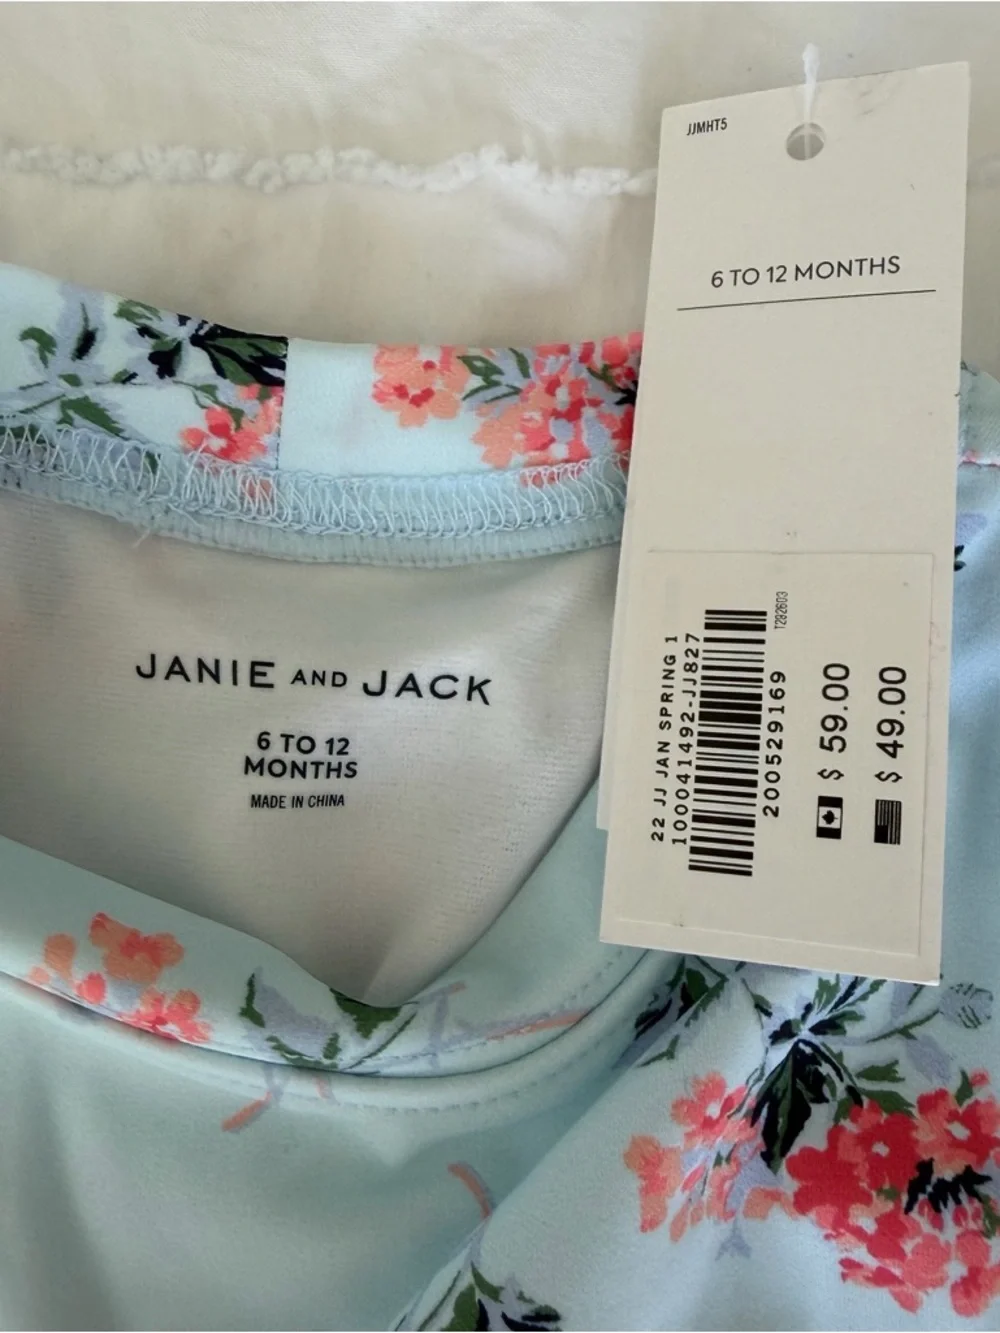 JJMHT5
6 TO 12 MONTHS
JANIE AND JACK
6 TO 12
MONTHS
MADE IN CHINA
22 JJ JAN SPRING 1
100041492-JJ827
200529169
T292603
$ 59.00
$ 49.00